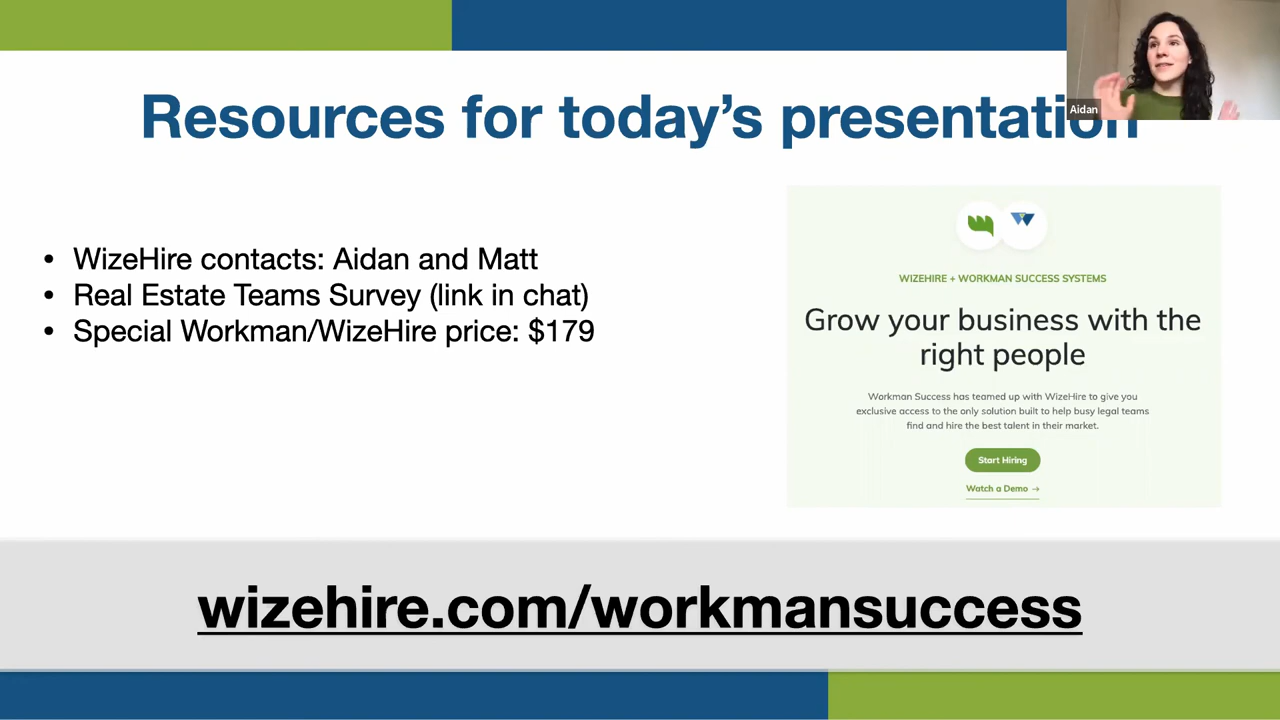 Resources for today's presentation
Aidan
• WizeHire contacts: Aidan and Matt
• Real Estate Teams Survey (link in chat)
• Special Workman/WizeHire price: $179
WIZEHIRE + WORKMAN SUCCESS SYSTEMS
Grow your business with the
right people
Workman Success has teamed up with WizeHire to give you
exclusive access to the only solution built to help busy legal teams
find and hire the best talent in their market.
Start Hiring
Watch a Demo →
wizehire.com/workmansuccess